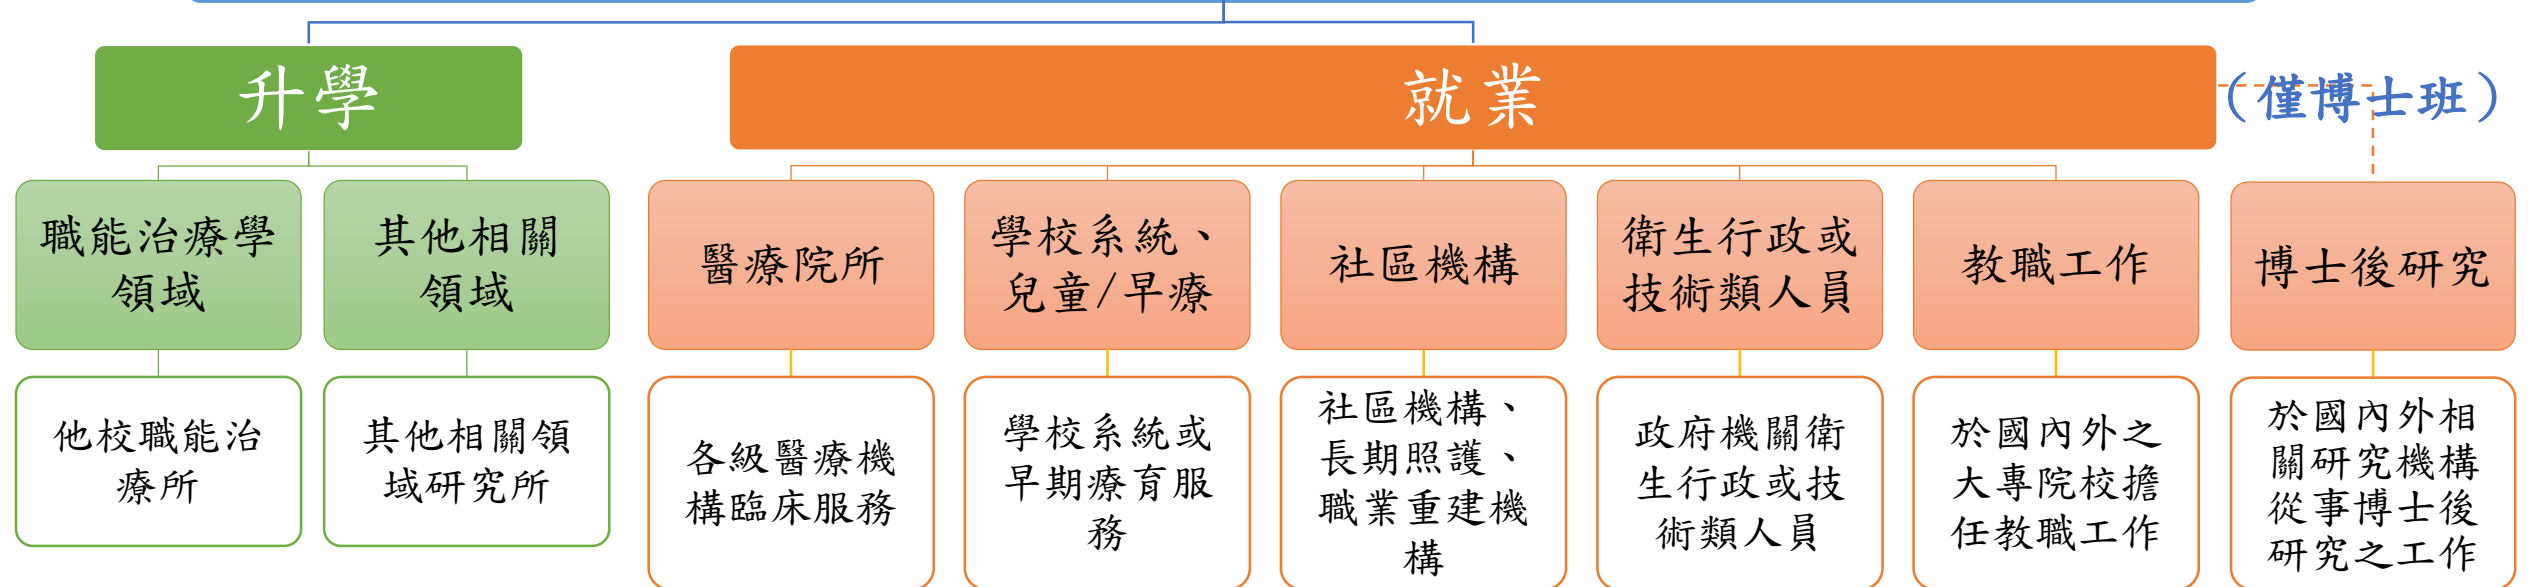 升學
就業
（僅博士班）
職能治療學
領域
其他相關
領域
醫療院所
學校系統、
兒童/早療
社區機構
衛生行政或
技術類人員
教職工作
博士後研究
他校職能治
療所
其他相關領
域研究所
各級醫療機
構臨床服務
學校系統或
早期療育服
務
社區機構、
長期照護、
職業重建機
構
政府機關衛
生行政或技
術類人員
於國內外之
大專院校擔
任教職工作
於國內外相
關研究機構
從事博士後
研究之工作